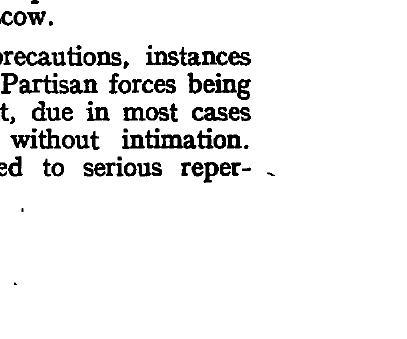 cow.
precautions, instances
Partisan forces being
t, due in most cases
without intimation.
ed to serious reper-